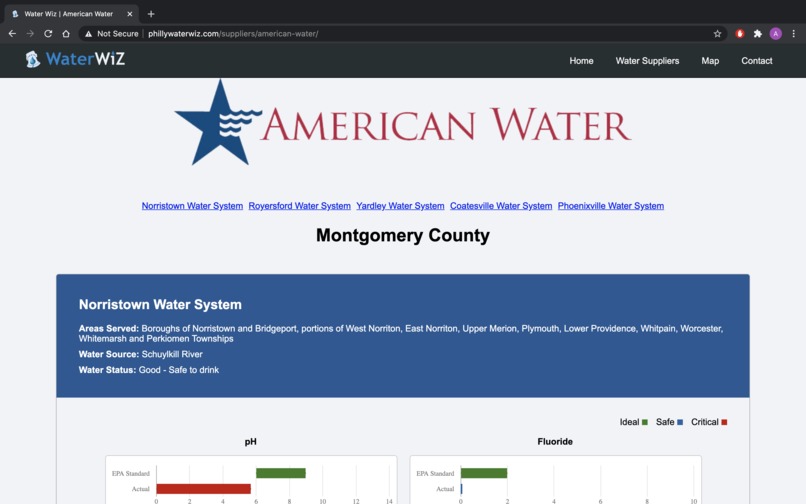 Water Wiz | American Water
Not Secure | phillywaterwiz.com/suppliers/american-water/
A
WaterWiZ
Home Water Suppliers Map Contact
AMERICAN WATER
Norristown Water System Royersford Water System Yardley Water System Coatesville Water System Phoenixville Water System
Montgomery County
Norristown Water System
Areas Served: Boroughs of Norristown and Bridgeport, portions of West Norriton, East Norriton, Upper Merion, Plymouth, Lower Providence, Whitpain, Worcester,
Whitemarsh and Perkiomen Townships
Water Source: Schuylkill River
Water Status: Good - Safe to drink
Ideal Safe Critical
pH
EPA Standard
Actual
0 2 4 6 8 10 12 14
Fluoride
EPA Standard
Actual
0 2 4 6 8 10